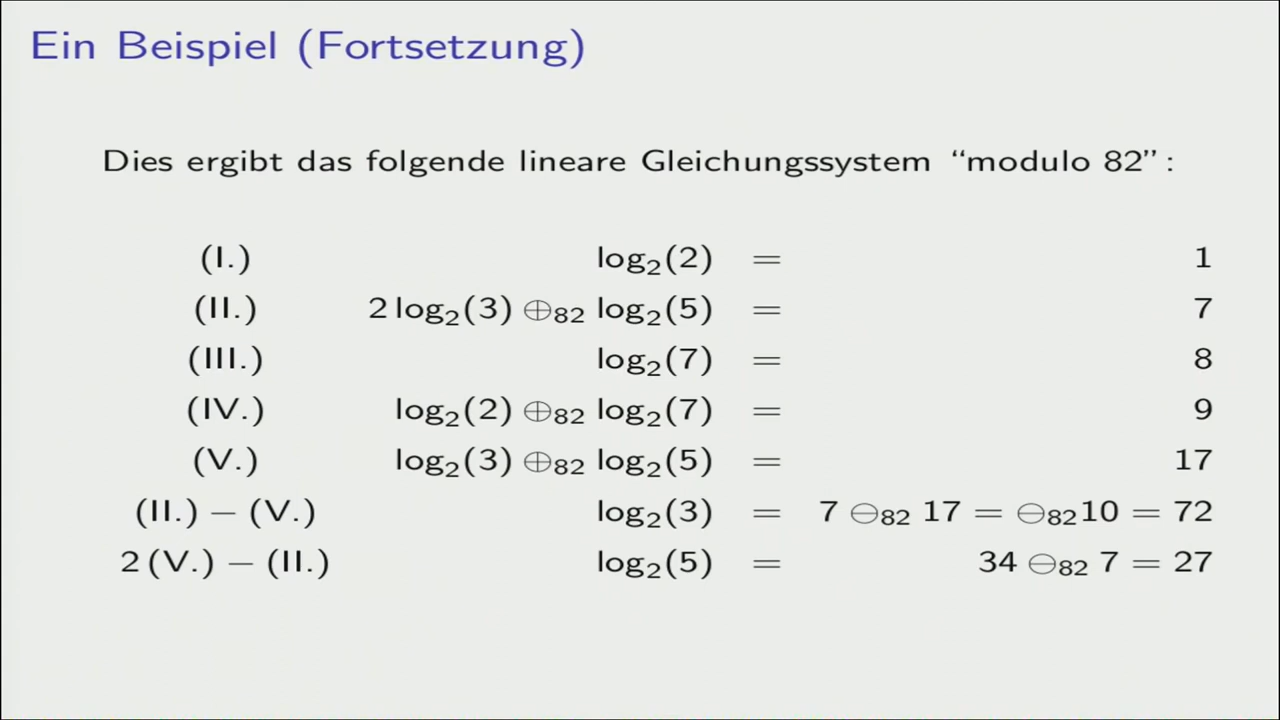 Ein Beispiel (Fortsetzung)
Dies ergibt das folgende lineare Gleichungssystem “modulo 82”:
(I.) log₂(2) = 1
(II.) 2 log₂(3) ⊕₈₂ log₂(5) = 7
(III.) log₂(7) = 8
(IV.) log₂(2) ⊕₈₂ log₂(7) = 9
(V.) log₂(3) ⊕₈₂ log₂(5) = 17
(II.) − (V.) log₂(3) = 7 ⊖₈₂ 17 = ⊖₈₂10 = 72
2 (V.) − (II.) log₂(5) = 34 ⊖₈₂ 7 = 27